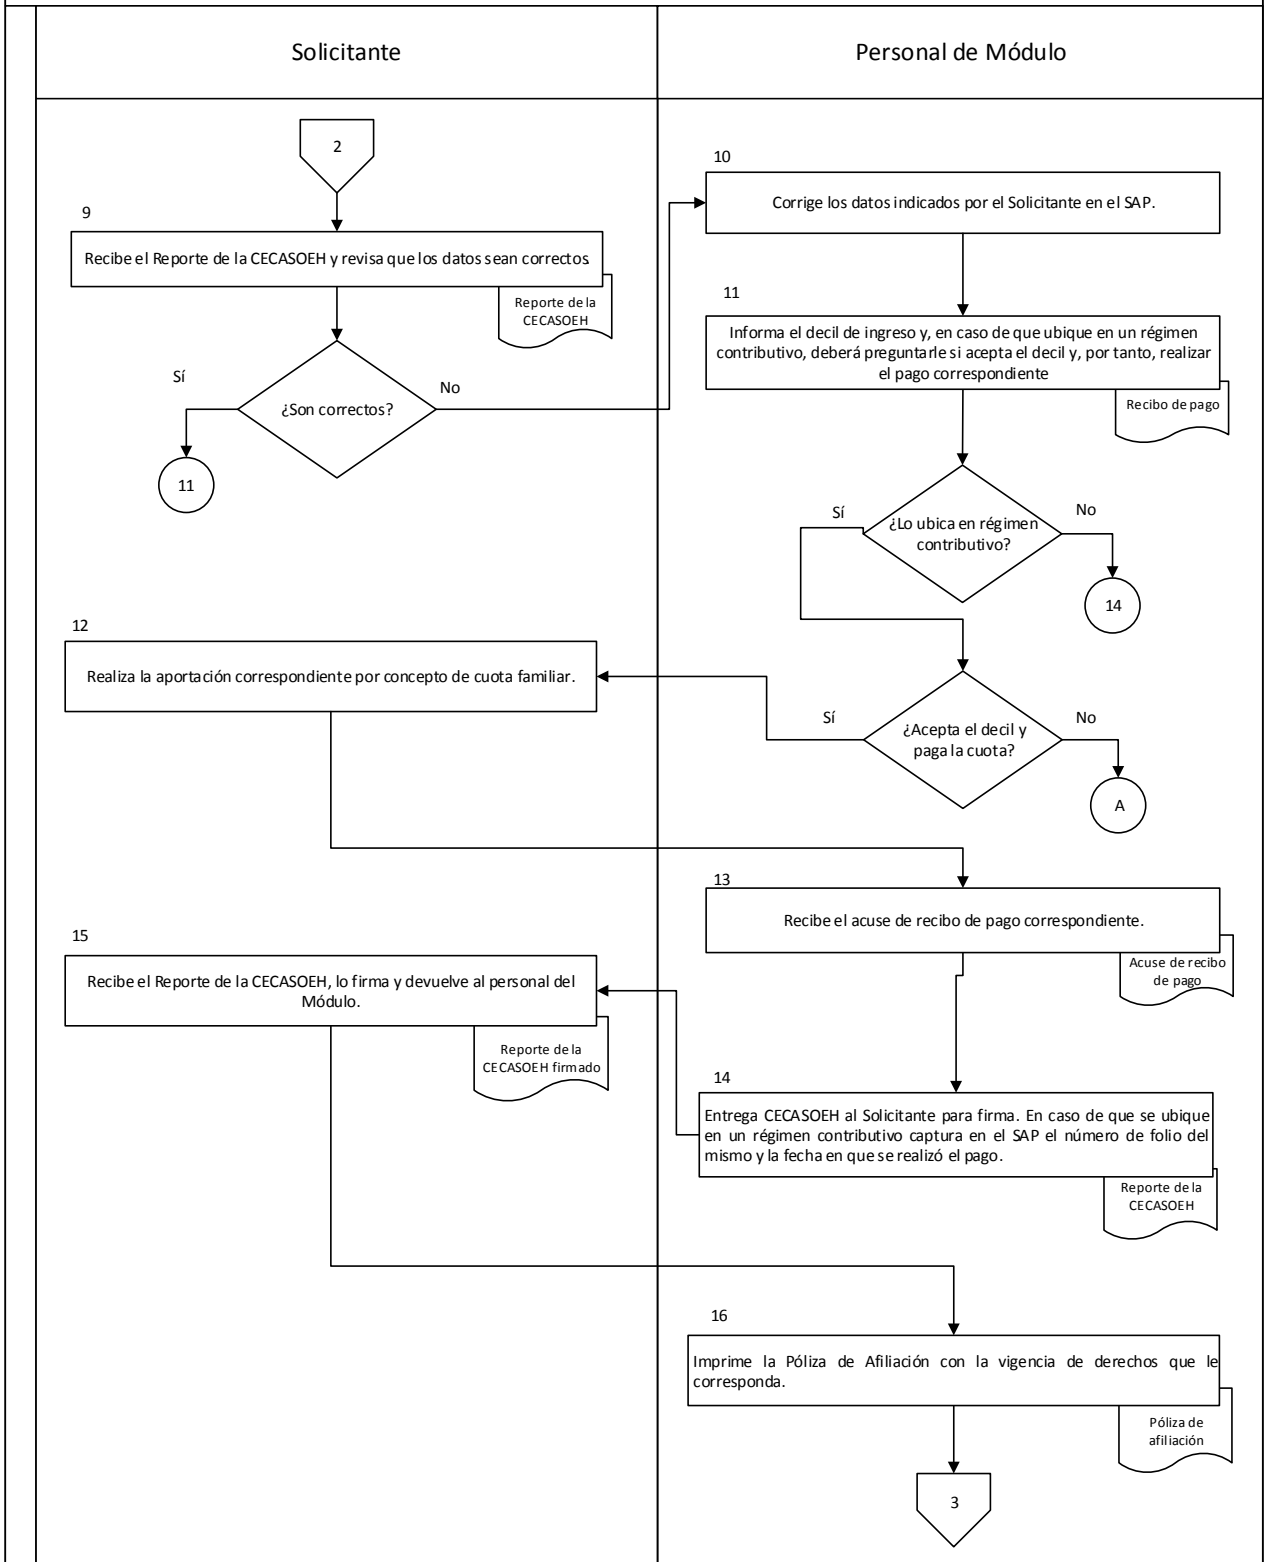 Solicitante
Personal de Módulo
2
9
Recibe el Reporte de la CECASOEH y revisa que los datos sean correctos.
Reporte de la
CECASOEH
¿Son correctos?
Sí
No
11
10
Corrige los datos indicados por el Solicitante en el SAP.
11
Informa el decil de ingreso y, en caso de que ubique en un régimen
contributivo, deberá preguntarle si acepta el decil y, por tanto, realizar
el pago correspondiente
Recibo de pago
¿Lo ubica en régimen
contributivo?
Sí
No
14
12
Realiza la aportación correspondiente por concepto de cuota familiar.
¿Acepta el decil y
paga la cuota?
Sí
No
A
13
Recibe el acuse de recibo de pago correspondiente.
Acuse de recibo
de pago
15
Recibe el Reporte de la CECASOEH, lo firma y devuelve al personal del
Módulo.
Reporte de la
CECASOEH firmado
14
Entrega CECASOEH al Solicitante para firma. En caso de que se ubique
en un régimen contributivo captura en el SAP el número de folio del
mismo y la fecha en que se realizó el pago.
Reporte de la
CECASOEH
16
Imprime la Póliza de Afiliación con la vigencia de derechos que le
corresponda.
Póliza de
afiliación
3